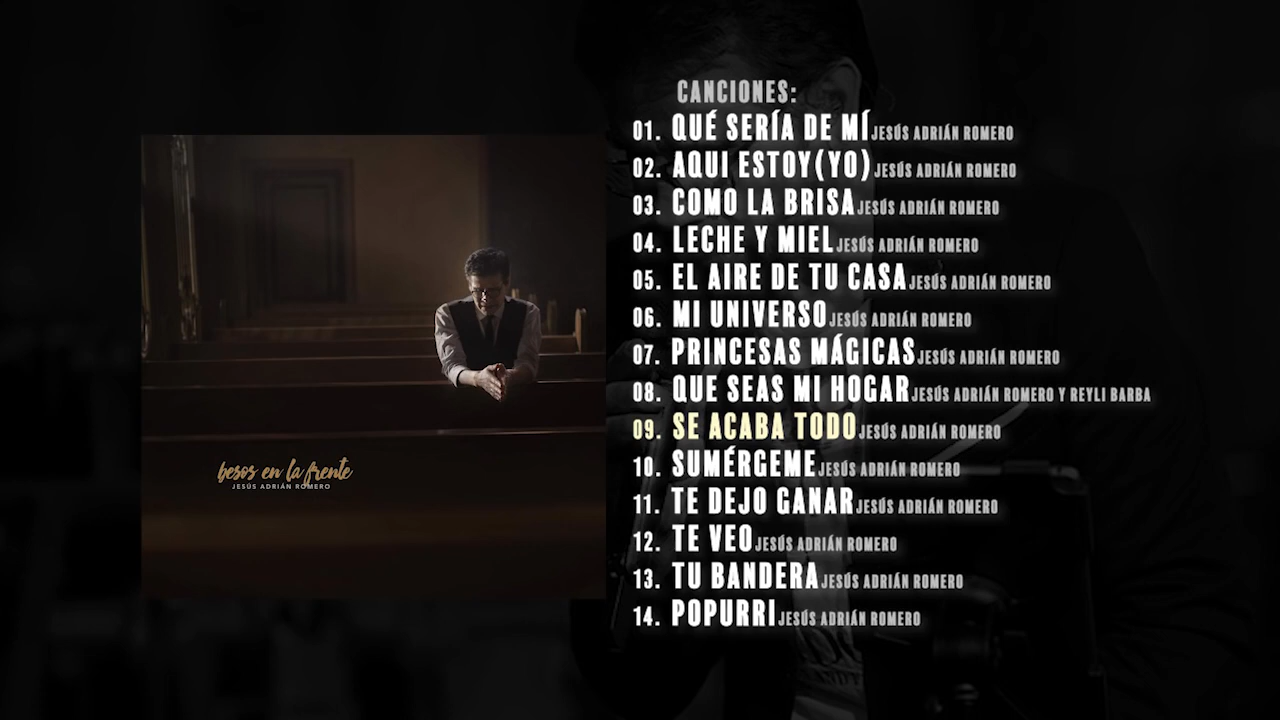 CANCIONES:
01. QUÉ SERÍA DE MÍ JESÚS ADRIÁN ROMERO
02. AQUI ESTOY(YO) JESÚS ADRIÁN ROMERO
03. COMO LA BRISA JESÚS ADRIÁN ROMERO
04. LECHE Y MIEL JESÚS ADRIÁN ROMERO
05. EL AIRE DE TU CASA JESÚS ADRIÁN ROMERO
06. MI UNIVERSO JESÚS ADRIÁN ROMERO
07. PRINCESAS MÁGICAS JESÚS ADRIÁN ROMERO
08. QUE SEAS MI HOGAR JESÚS ADRIÁN ROMERO Y REYLI BARBA
09. SE ACABA TODO JESÚS ADRIÁN ROMERO
10. SUMÉRGEME JESÚS ADRIÁN ROMERO
11. TE DEJO GANAR JESÚS ADRIÁN ROMERO
12. TE VEO JESÚS ADRIÁN ROMERO
13. TU BANDERA JESÚS ADRIÁN ROMERO
14. POPURRI JESÚS ADRIÁN ROMERO
besos en la frente
JESÚS ADRIÁN ROMERO